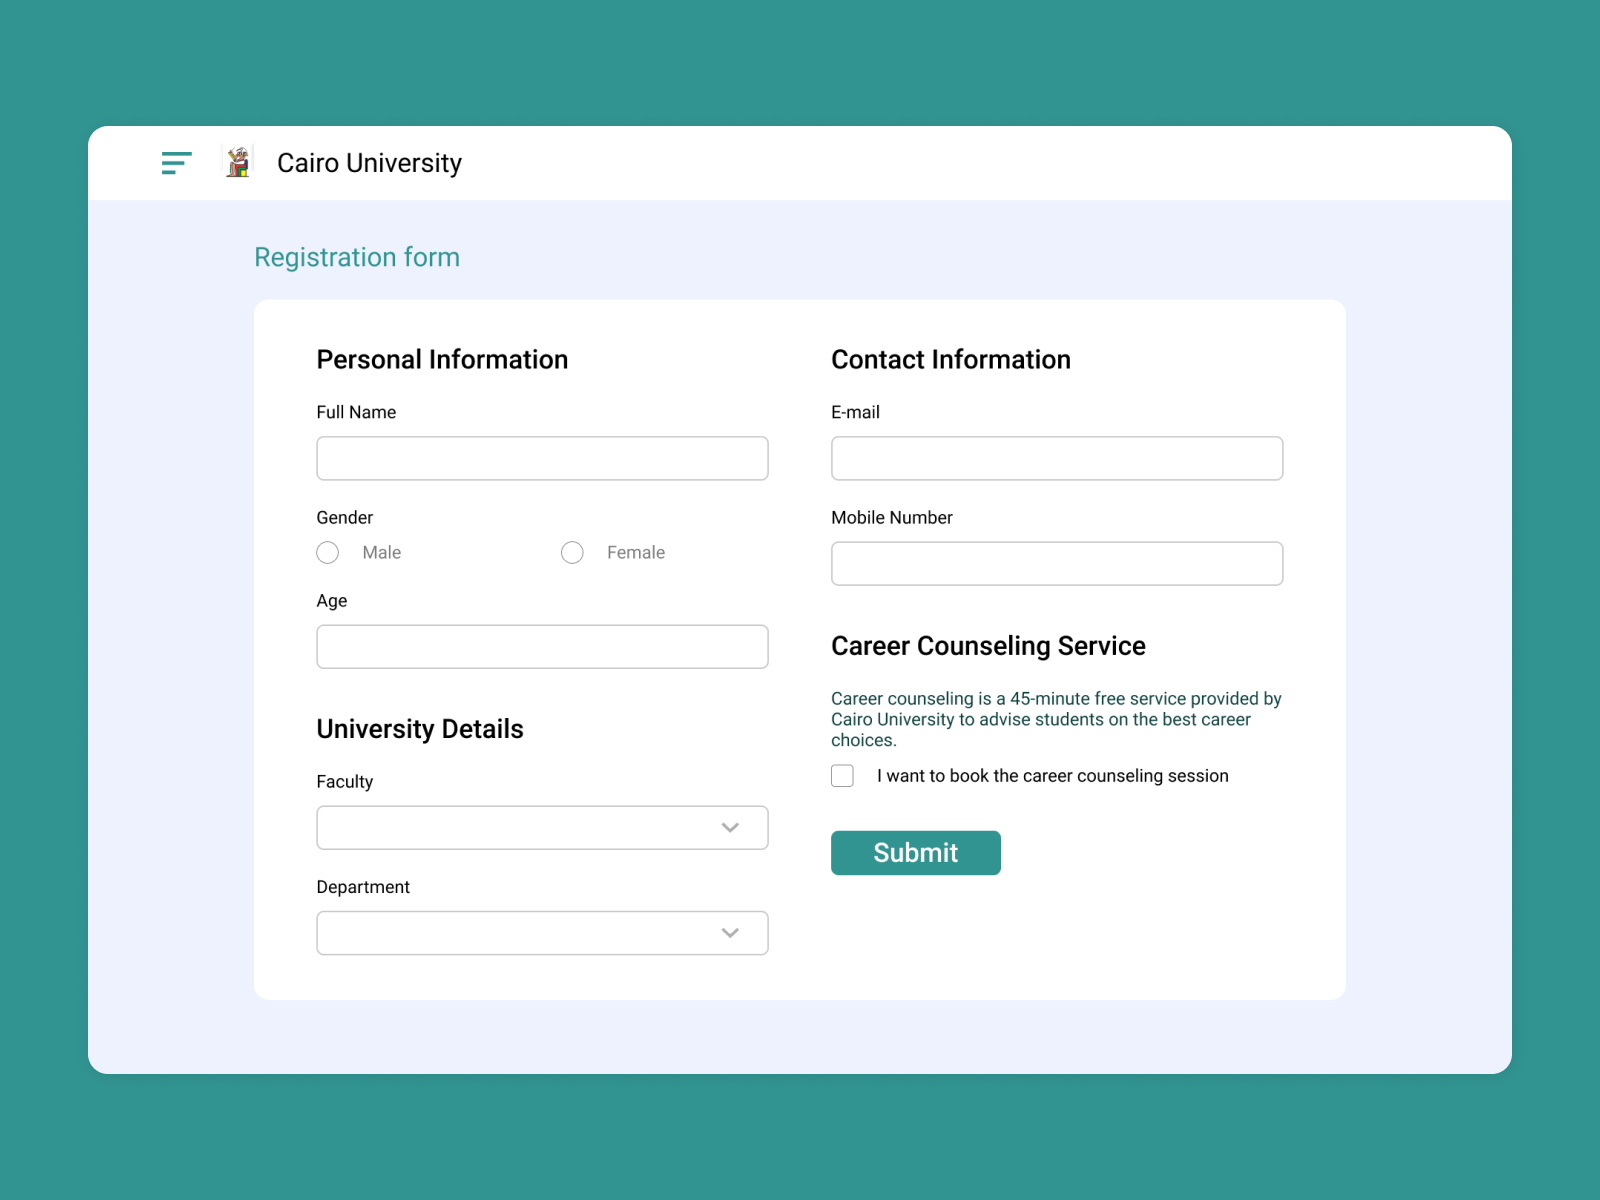 Cairo University
Registration form
Personal Information
Full Name
Gender
Male
Female
Age
University Details
Faculty
Department
Contact Information
E-mail
Mobile Number
Career Counseling Service
Career counseling is a 45-minute free service provided by
Cairo University to advise students on the best career
choices.
I want to book the career counseling session
Submit